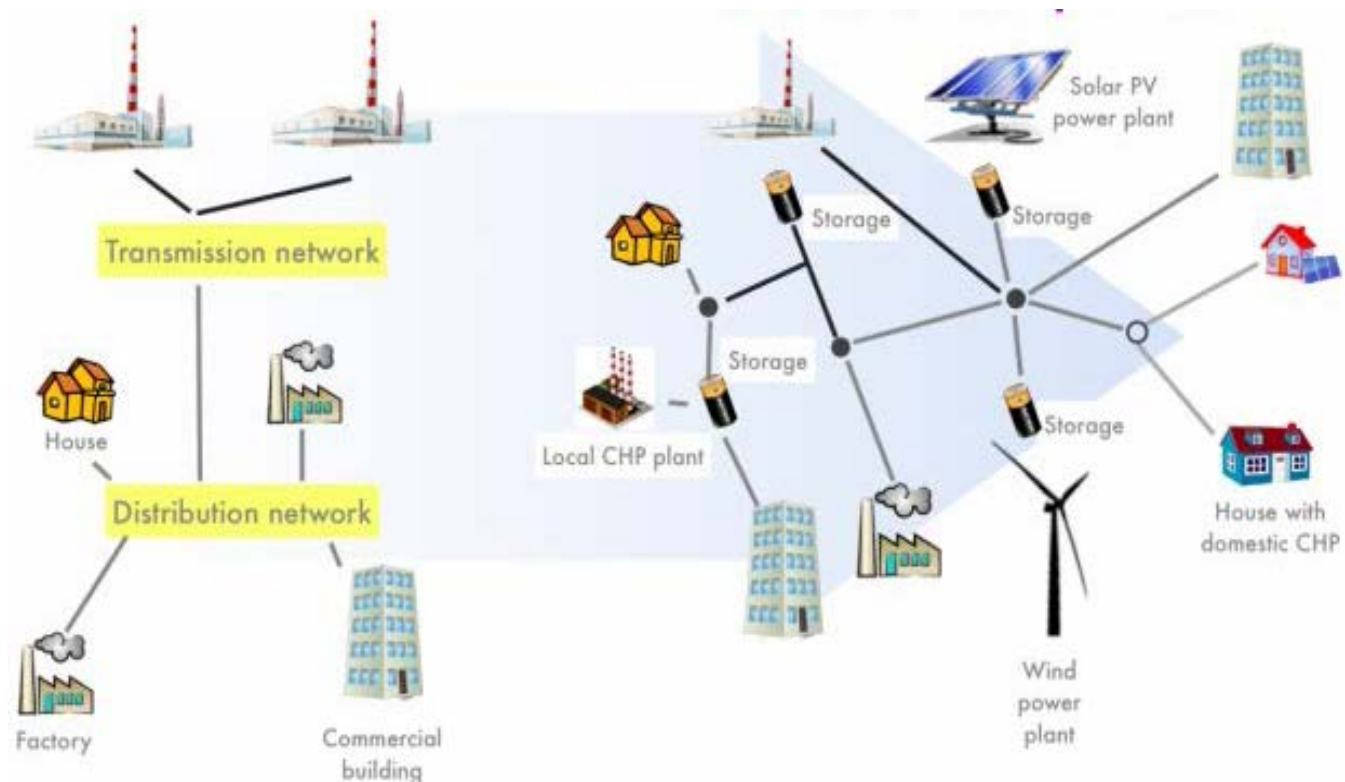 Solar PV
power plant
Storage
Storage
Transmission network
Storage
House
Local CHP plant
Storage
Distribution network
House with
domestic CHP
Wind
power
plant
Factory
Commercial
building